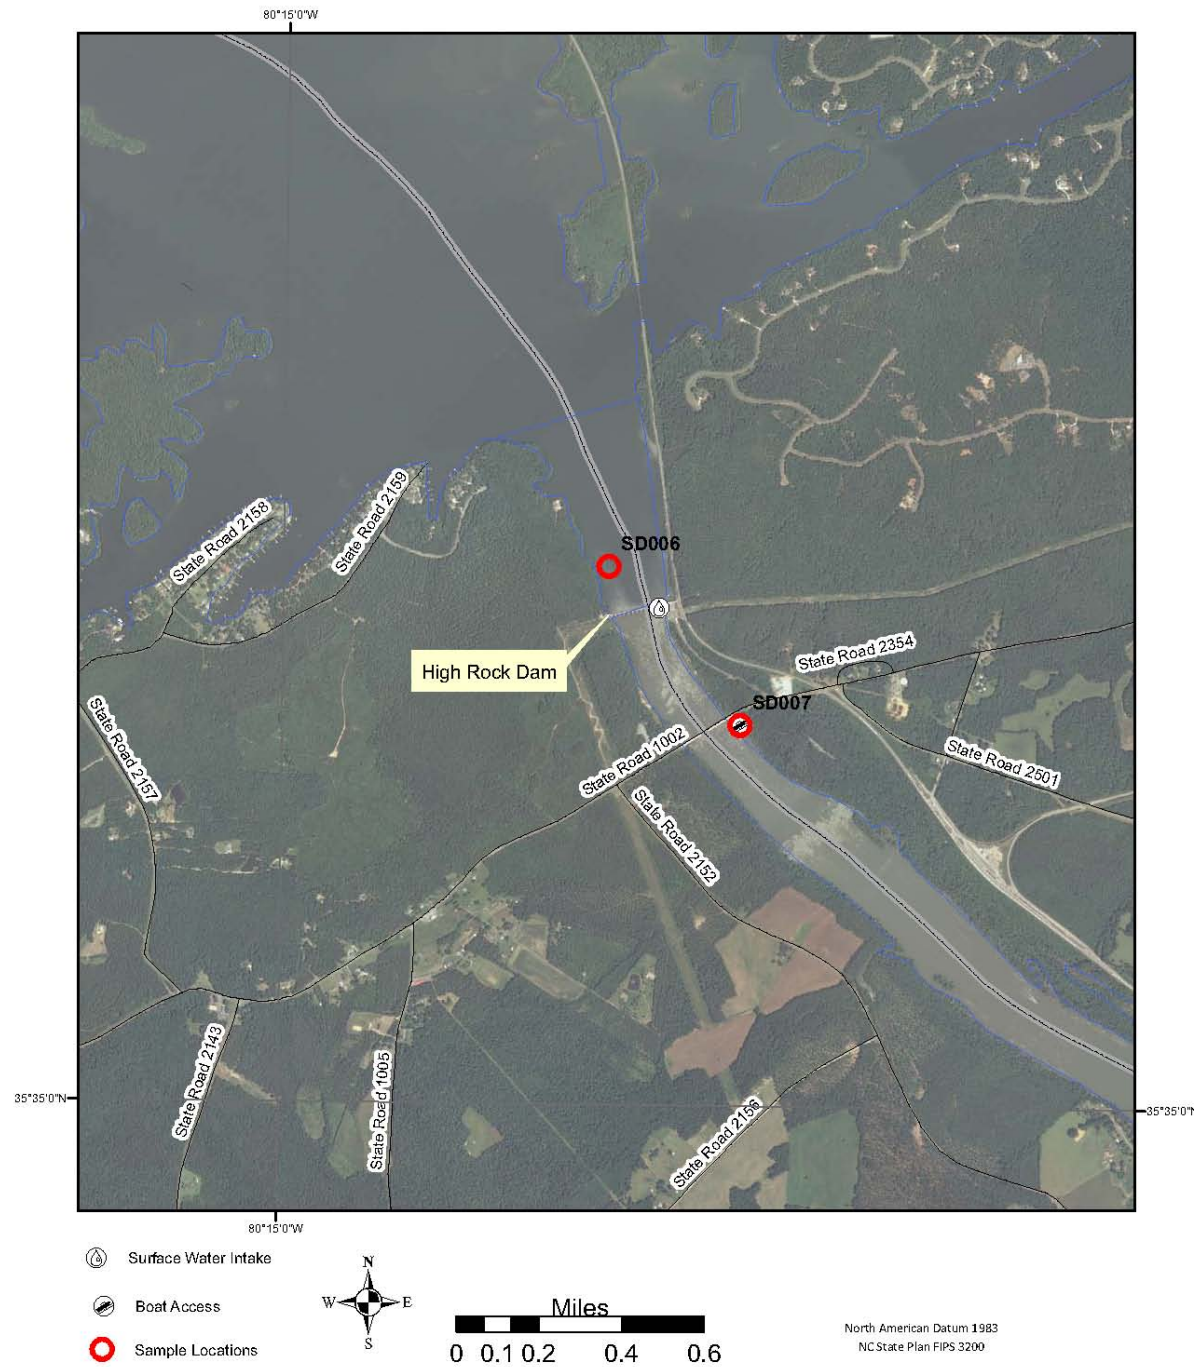 80°15'0"W
SD006
State Road 2159
State Road 2158
High Rock Dam
State Road 2354
SD007
State Road 1002
State Road 2157
State Road 2501
State Road 2152
State Road 2143
State Road 1005
State Road 2156
35°35'0"N
35°35'0"N
80°15'0"W
Surface Water Intake
Boat Access
Sample Locations
N
W E
S
Miles
0 0.1 0.2 0.4 0.6
North American Datum 1983
NC State Plan FIPS 3200